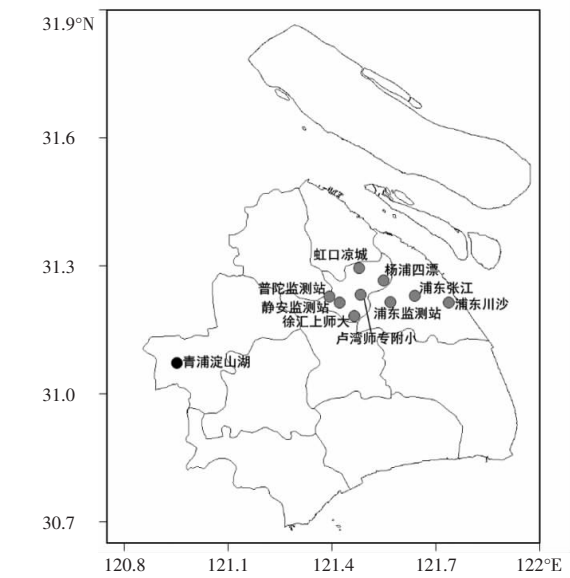 31.9°N
31.6
31.3
31.0
30.7
虹口凉城
杨浦四漂
普陀监测站
浦东张江
静安监测站
浦东监测站
浦东川沙
徐汇上师大
卢湾师专附小
青浦淀山湖
120.8
121.1
121.4
121.7
122°E